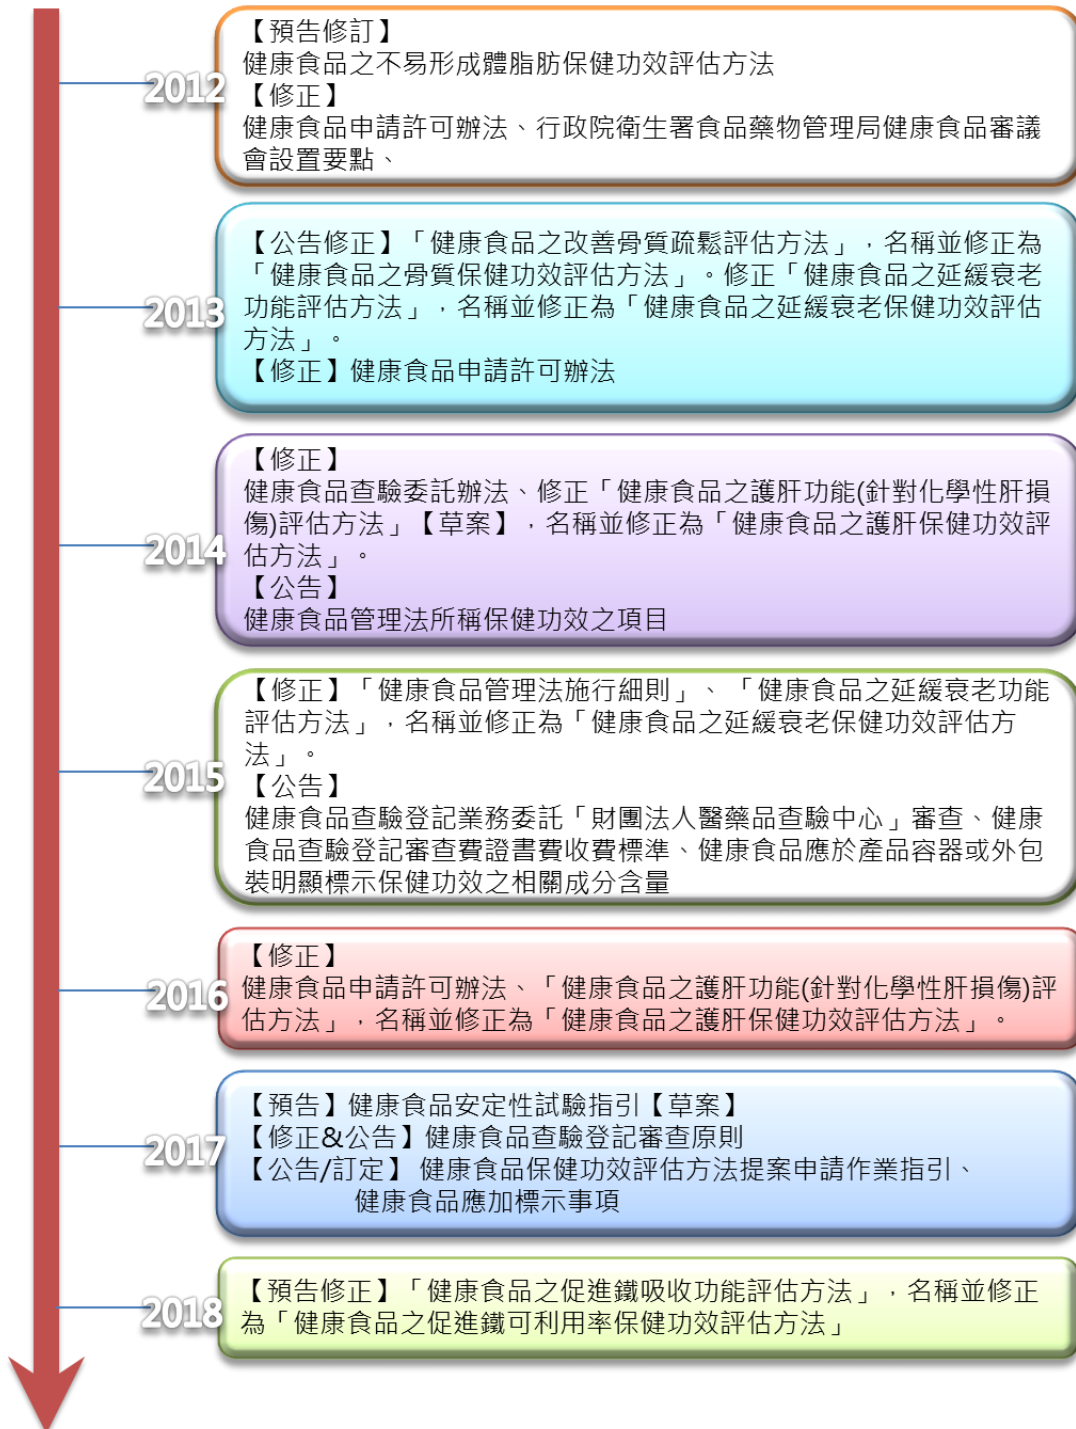 2012
【預告修訂】
健康食品之不易形成體脂肪保健功效評估方法
【修正】
健康食品申請許可辦法、行政院衛生署食品藥物管理局健康食品審議
會設置要點、
2013
【公告修正】「健康食品之改善骨質疏鬆評估方法」，名稱並修正為
「健康食品之骨質保健功效評估方法」。修正「健康食品之延緩衰老
功能評估方法」，名稱並修正為「健康食品之延緩衰老保健功效評估
方法」。
【修正】健康食品申請許可辦法
2014
【修正】
健康食品查驗委託辦法、修正「健康食品之護肝功能(針對化學性肝損
傷)評估方法」【草案】，名稱並修正為「健康食品之護肝保健功效評
估方法」。
【公告】
健康食品管理法所稱保健功效之項目
2015
【修正】「健康食品管理法施行細則」、「健康食品之延緩衰老功能
評估方法」，名稱並修正為「健康食品之延緩衰老保健功效評估方
法」。
【公告】
健康食品查驗登記業務委託「財團法人醫藥品查驗中心」審查、健康
食品查驗登記審查費證書費收費標準、健康食品應於產品容器或外包
裝明顯標示保健功效之相關成分含量
2016
【修正】
健康食品申請許可辦法、「健康食品之護肝功能(針對化學性肝損傷)評
估方法」，名稱並修正為「健康食品之護肝保健功效評估方法」。
2017
【預告】健康食品安定性試驗指引【草案】
【修正&公告】健康食品查驗登記審查原則
【公告/訂定】 健康食品保健功效評估方法提案申請作業指引、
健康食品應加標示事項
2018
【預告修正】「健康食品之促進鐵吸收功能評估方法」，名稱並修正
為「健康食品之促進鐵可利用率保健功效評估方法」